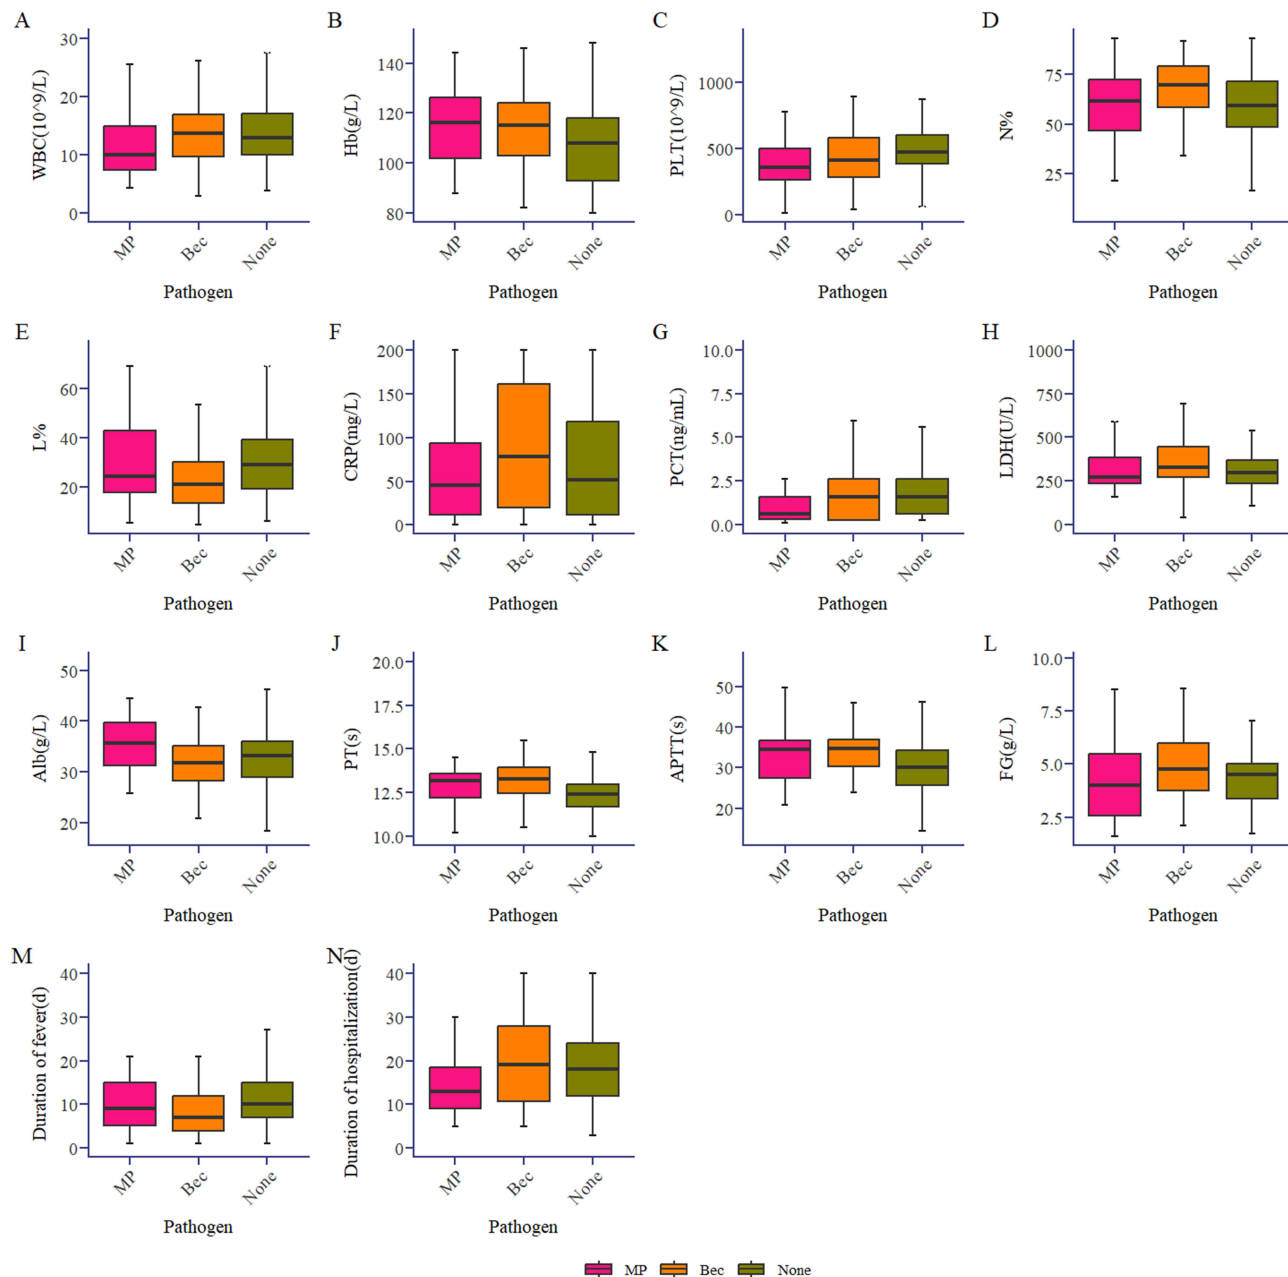 A
WBC(10^9/L)
30
20
10
0
MP
Bec
None
Pathogen
B
Hb(g/L)
140
120
100
80
MP
Bec
None
Pathogen
C
PLT(10^9/L)
1000
500
0
MP
Bec
None
Pathogen
D
N%
75
50
25
MP
Bec
None
Pathogen
E
L%
60
40
20
MP
Bec
None
Pathogen
F
CRP(mg/L)
200
150
100
50
0
MP
Bec
None
Pathogen
G
PCT(ng/mL)
10.0
7.5
5.0
2.5
0.0
MP
Bec
None
Pathogen
H
LDH(U/L)
1000
750
500
250
0
MP
Bec
None
Pathogen
I
Alb(g/L)
50
40
30
20
MP
Bec
None
Pathogen
J
PT(s)
20.0
17.5
15.0
12.5
10.0
MP
Bec
None
Pathogen
K
APTT(s)
50
40
30
20
MP
Bec
None
Pathogen
L
FG(g/L)
10.0
7.5
5.0
2.5
MP
Bec
None
Pathogen
M
Duration of fever(d)
40
30
20
10
0
MP
Bec
None
Pathogen
N
Duration of hospitalization(d)
40
30
20
10
0
MP
Bec
None
Pathogen
MP Bec None